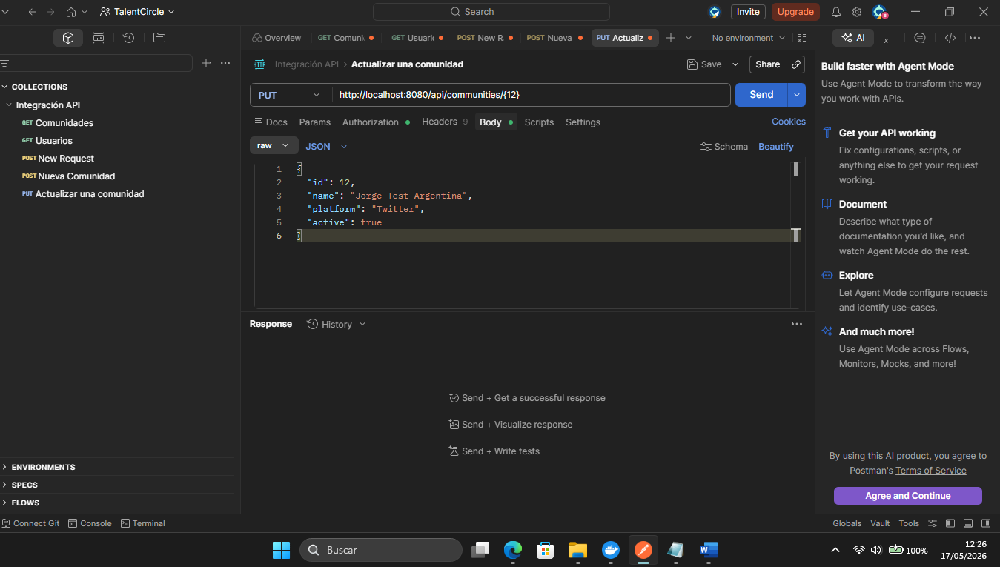 TalentCircle
Search
Invite
Upgrade
Overview
GET Comuni
GET Usuari
POST New R
POST Nueva
PUT Actualiz
No environment
AI
HTTP
Integración API > Actualizar una comunidad
Save
Share
PUT
http://localhost:8080/api/communities/{12}
Send
Docs
Params
Authorization
Headers 9
Body
Scripts
Settings
Cookies
raw
JSON
Schema
Beautify
1 {
2 "id": 12,
3 "name": "Jorge Test Argentina",
4 "platform": "Twitter",
5 "active": true
6 }
Response
History
Send + Get a successful response
Send + Visualize response
Send + Write tests
COLLECTIONS
Integración API
GET Comunidades
GET Usuarios
POST New Request
POST Nueva Comunidad
PUT Actualizar una comunidad
ENVIRONMENTS
SPECS
FLOWS
Build faster with Agent Mode
Use Agent Mode to transform the way
you work with APIs.
Get your API working
Fix configurations, scripts, or
anything else to get your request
working.
Document
Describe what type of
documentation you'd like, and
watch Agent Mode do the rest.
Explore
Let Agent Mode configure requests
and identify use-cases.
And much more!
Use Agent Mode across Flows,
Monitors, Mocks, and more!
By using this AI product, you agree to
Postman's Terms of Service
Agree and Continue
Connect Git
Console
Terminal
Globals
Vault
Tools
Buscar
100%
12:26
17/05/2026